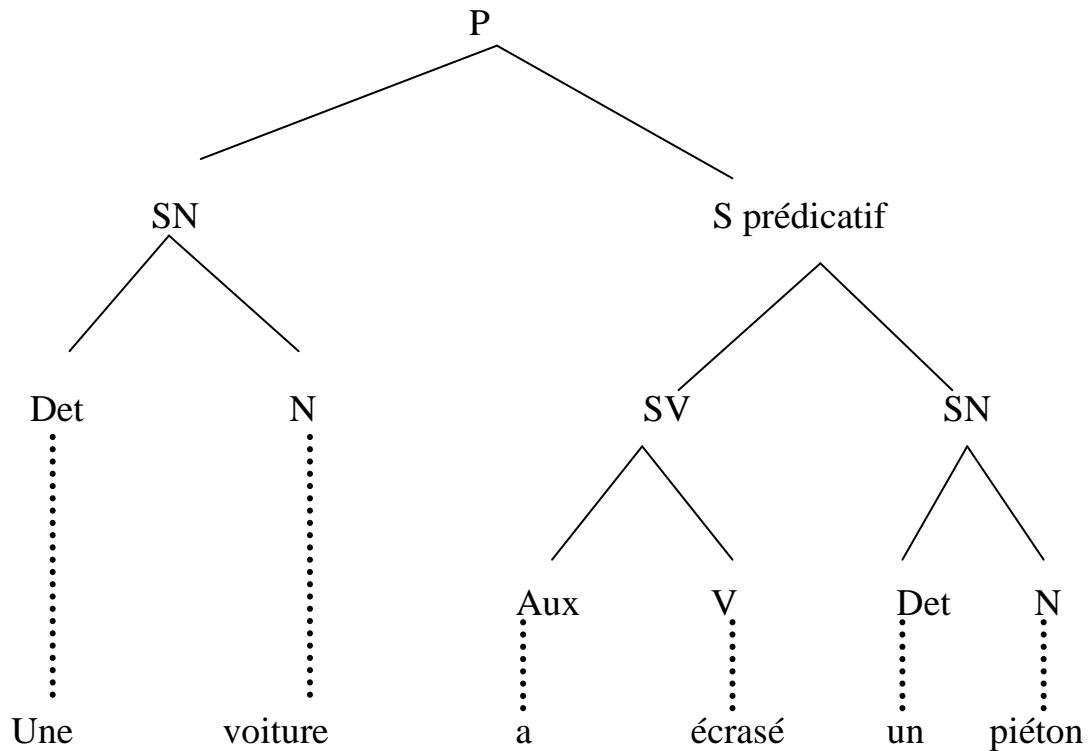 P
SN S prédicatif
Det N SV SN
Aux V Det N
Une voiture a écrasé un piéton